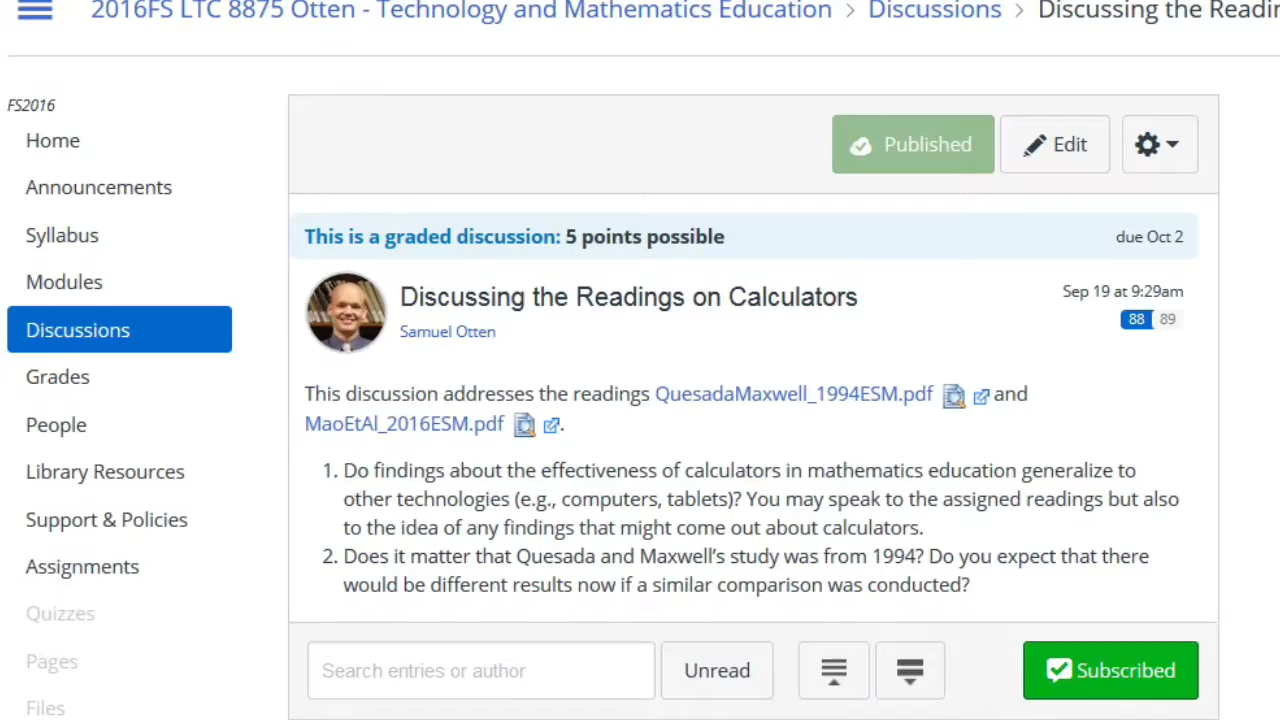 2016FS LTC 8875 Otten - Technology and Mathematics Education > Discussions > Discussing the
FS2016
Home
Announcements
Syllabus
Modules
Discussions
Grades
People
Library Resources
Support & Policies
Assignments
Quizzes
Pages
Files
Published
Edit
This is a graded discussion: 5 points possible
due Oct 2
Discussing the Readings on Calculators
Samuel Otten
Sep 19 at 9:29am
88 89
This discussion addresses the readings QuesadaMaxwell_1994ESM.pdf and
MaoEtAl_2016ESM.pdf .
1. Do findings about the effectiveness of calculators in mathematics education generalize to
other technologies (e.g., computers, tablets)? You may speak to the assigned readings but also
to the idea of any findings that might come out about calculators.
2. Does it matter that Quesada and Maxwell's study was from 1994? Do you expect that there
would be different results now if a similar comparison was conducted?
Search entries or author
Unread
Subscribed